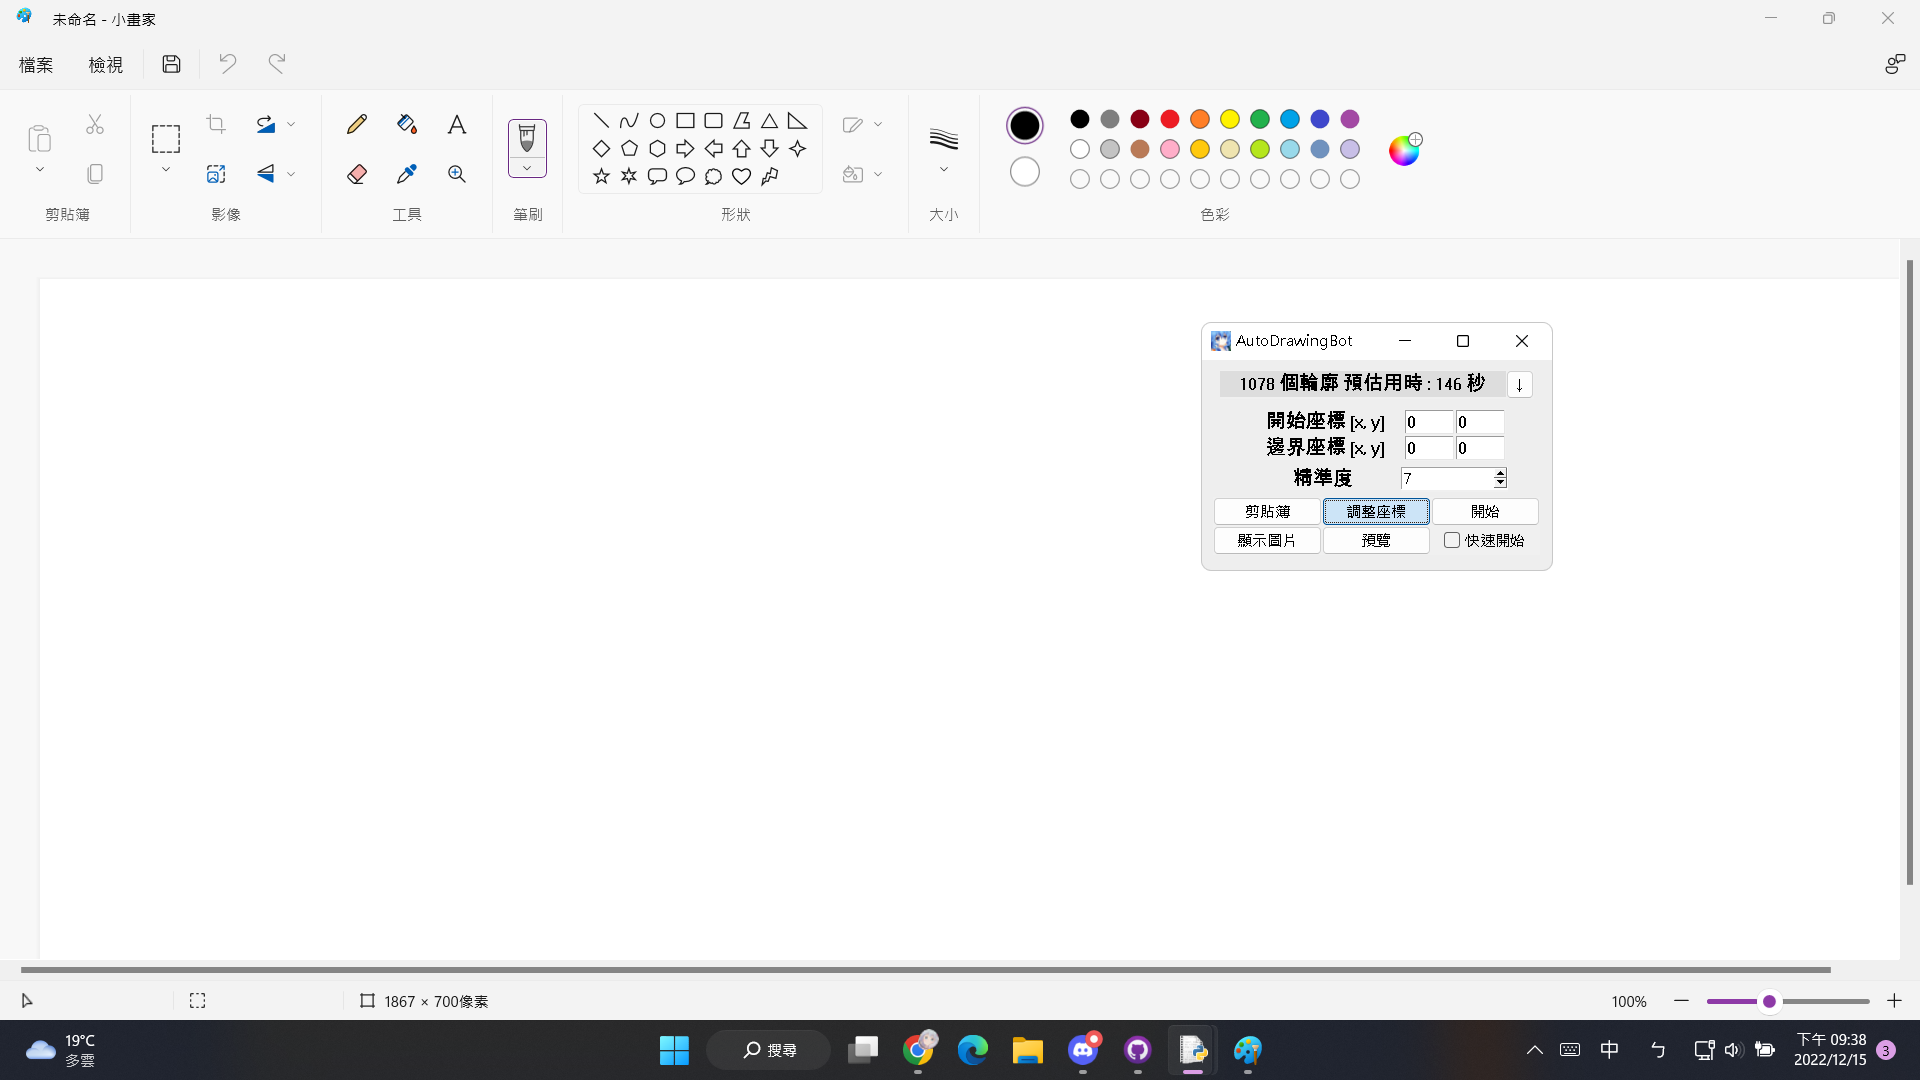 未命名 - 小畫家
檔案
檢視
剪貼簿
影像
工具
筆刷
形狀
大小
色彩
AutoDrawingBot
1078 個輪廓 預估用時 : 146 秒
↓
開始座標 [x, y]
0
0
邊界座標 [x, y]
0
0
精準度
7
剪貼簿
調整座標
開始
顯示圖片
預覽
快速開始
1867 × 700像素
100%
19°C
多雲
搜尋
中
ㄅ
下午 09:38
2022/12/15
3